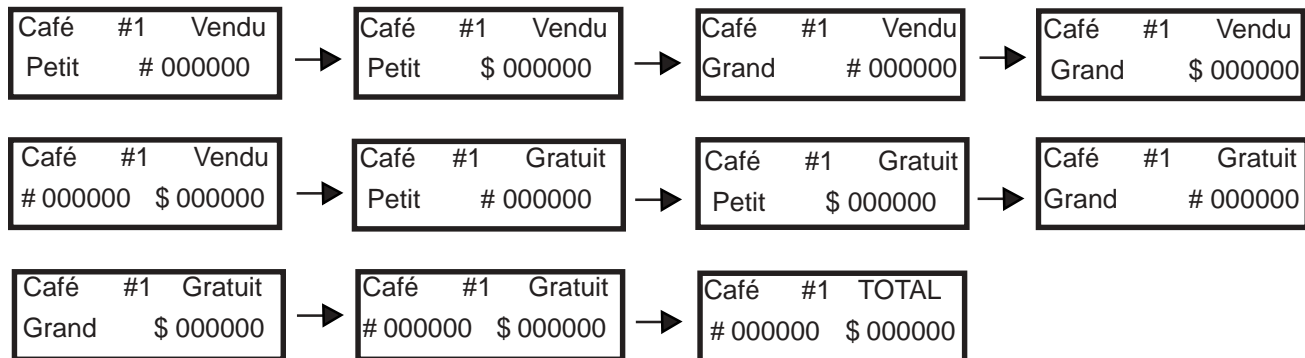 Café #1 Vendu
Petit # 000000
Café #1 Vendu
Petit $ 000000
Café #1 Vendu
Grand # 000000
Café #1 Vendu
Grand $ 000000
Café #1 Vendu
# 000000 $ 000000
Café #1 Gratuit
Petit # 000000
Café #1 Gratuit
Petit $ 000000
Café #1 Gratuit
Grand # 000000
Café #1 Gratuit
Grand $ 000000
Café #1 Gratuit
# 000000 $ 000000
Café #1 TOTAL
# 000000 $ 000000